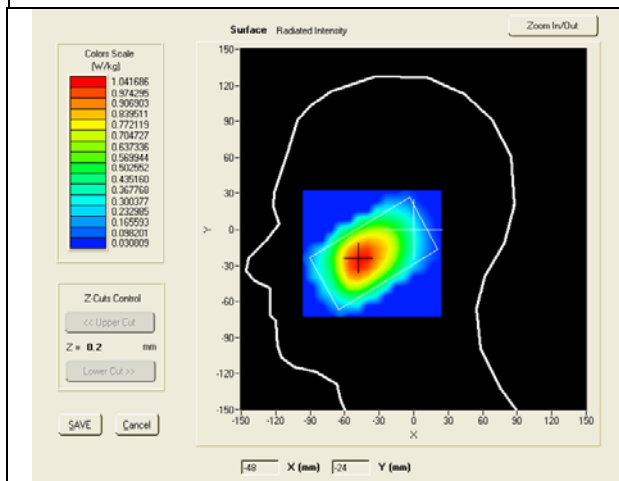 Surface Radiated Intensity
Zoom In/Out
Colors Scale
(W/kg)
1.041686
0.974295
0.906903
0.839511
0.772119
0.704727
0.637336
0.569944
0.502552
0.435160
0.367768
0.300377
0.232985
0.165593
0.098201
0.030809
150-
120-
90-
60-
30-
0-
-30-
-60-
-90-
-120-
-150-
Y
-150 -120 -90 -60 -30 0 30 60 90 120 150
X
Z-Cuts Control
<< Upper Cut
Z = 0.2 mm
Lower Cut >>
SAVE Cancel
-48 X (mm) -24 Y (mm)